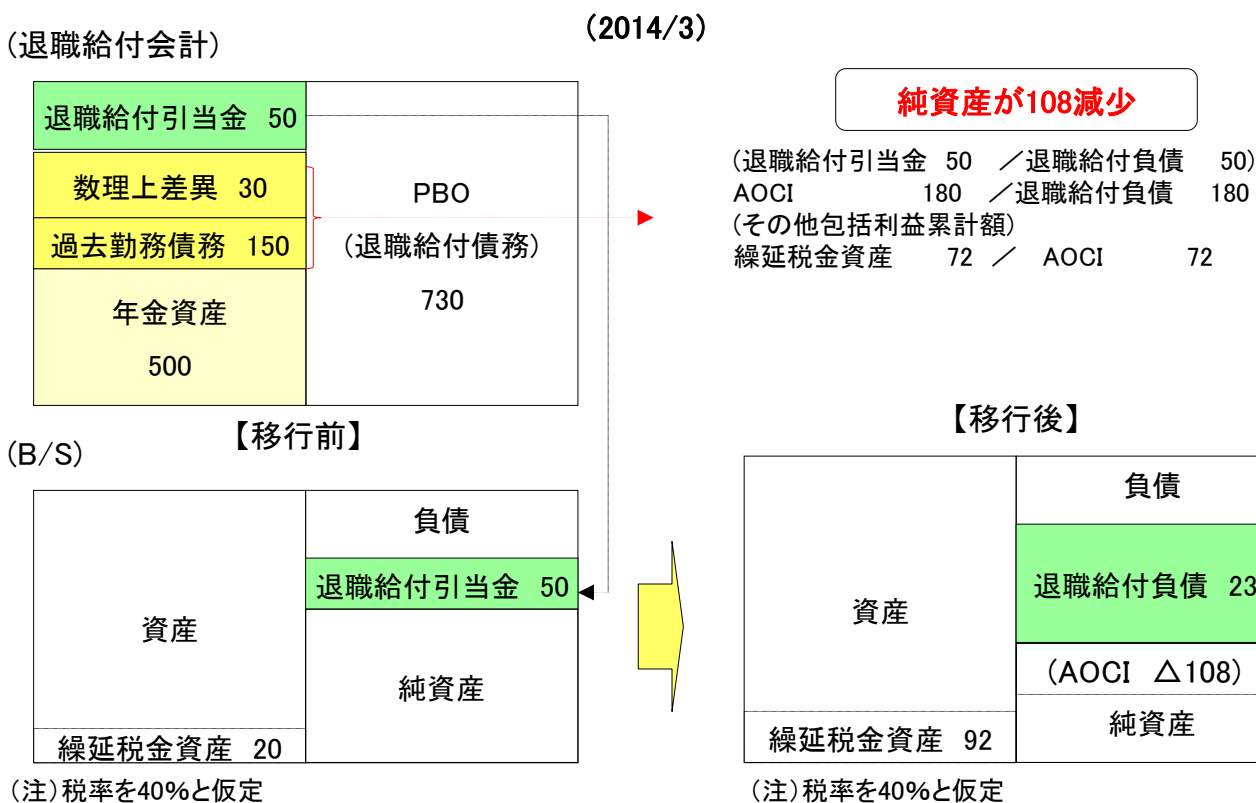 (2014/3)
(退職給付会計)
退職給付引当金 50
数理上差異 30
過去勤務債務 150
年金資産
500
PBO
(退職給付債務)
730
純資産が108減少
(退職給付引当金 50 ／退職給付負債 50)
AOCI 180 ／退職給付負債 180
(その他包括利益累計額)
繰延税金資産 72 ／ AOCI 72
【移行前】
(B/S)
資産
繰延税金資産 20
負債
退職給付引当金 50
純資産
(注)税率を40%と仮定
【移行後】
資産
繰延税金資産 92
負債
退職給付負債 23
(AOCI △108)
純資産
(注)税率を40%と仮定